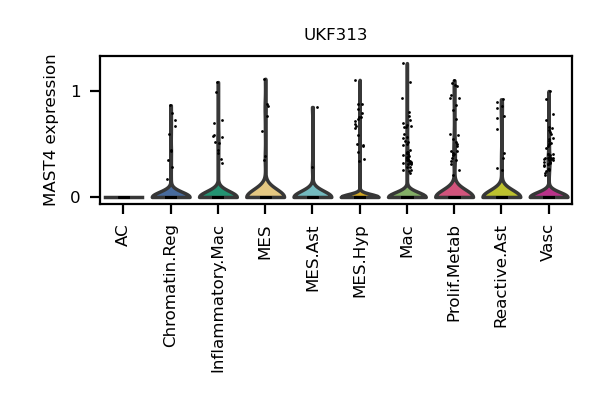 UKF313
MAST4 expression
1
0
AC
Chromatin.Reg
Inflammatory.Mac
MES
MES.Ast
MES.Hyp
Mac
Prolif.Metab
Reactive.Ast
Vasc